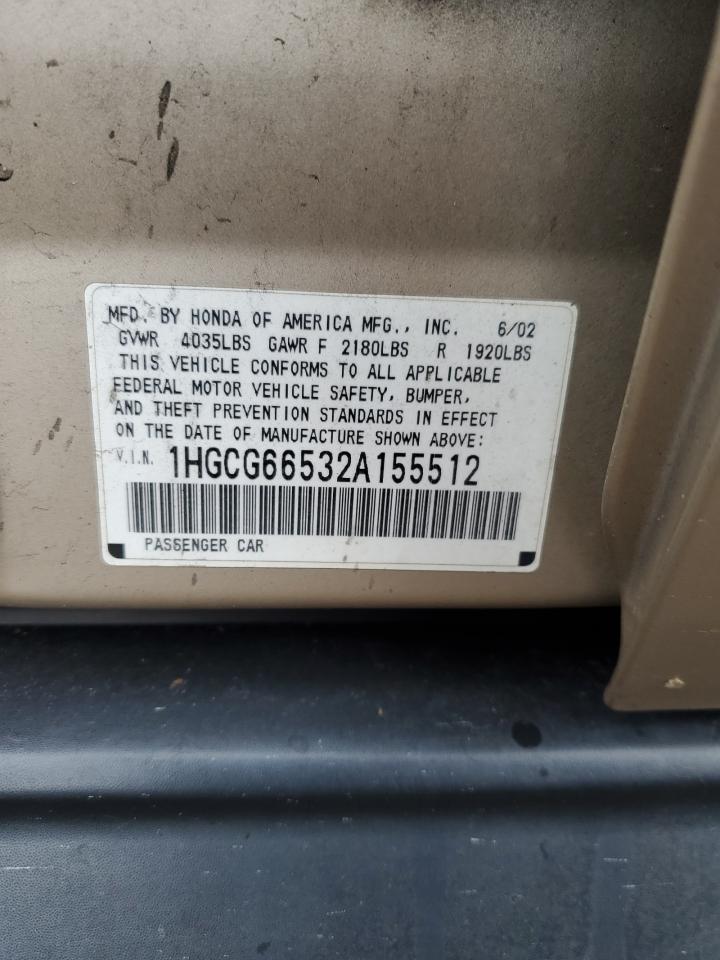 MFD. BY HONDA OF AMERICA MFG., INC. 6/02
GVWR 4035LBS GAWR F 2180LBS R 1920LBS
THIS VEHICLE CONFORMS TO ALL APPLICABLE
FEDERAL MOTOR VEHICLE SAFETY, BUMPER,
AND THEFT PREVENTION STANDARDS IN EFFECT
ON THE DATE OF MANUFACTURE SHOWN ABOVE:
V.I.N. 1HGCG66532A155512
PASSENGER CAR